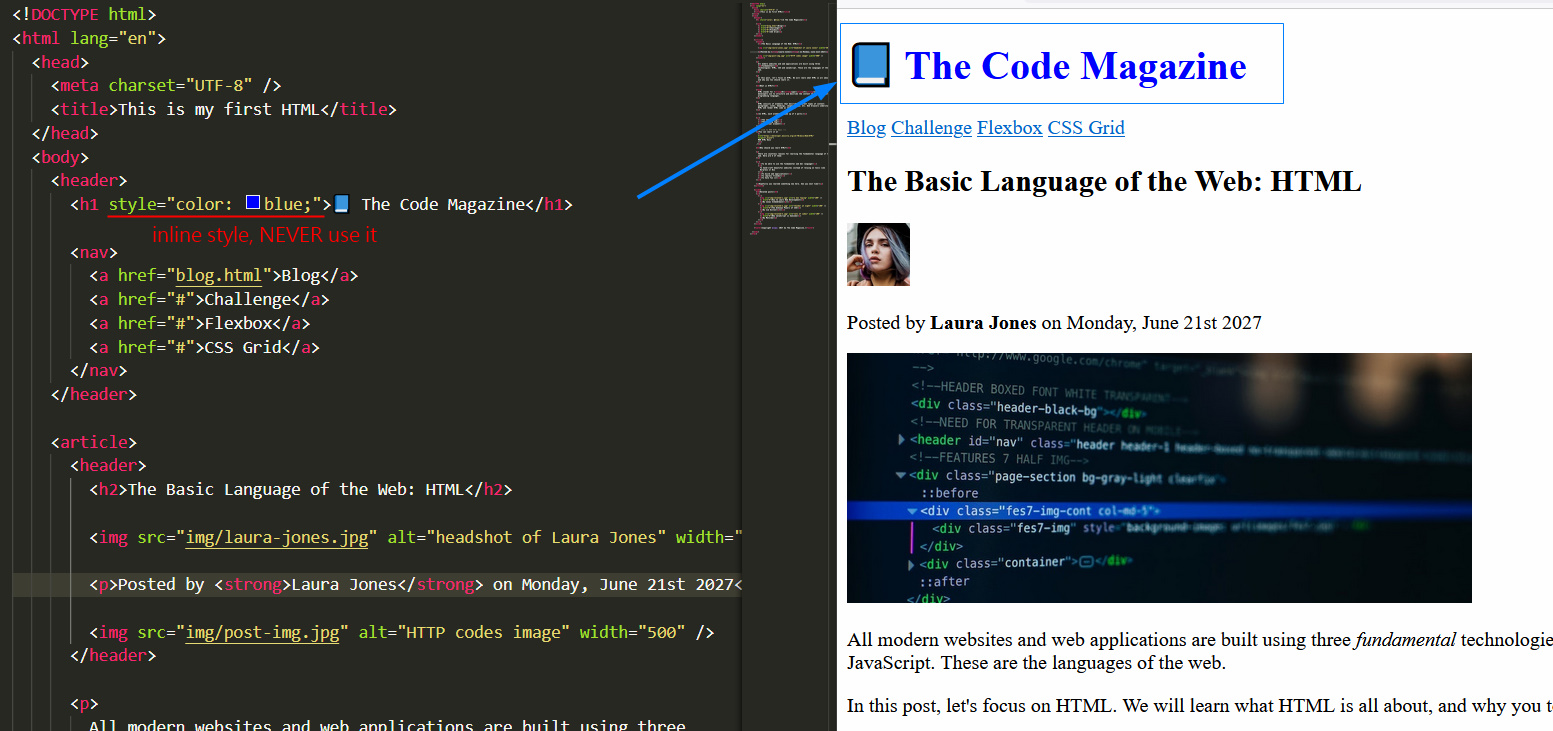 <!DOCTYPE html>
<html lang="en">
<head>
<meta charset="UTF-8" />
<title>This is my first HTML</title>
</head>
<body>
<header>
<h1 style="color: blue;">📘 The Code Magazine</h1>
inline style, NEVER use it
<nav>
<a href="blog.html">Blog</a>
<a href="#">Challenge</a>
<a href="#">Flexbox</a>
<a href="#">CSS Grid</a>
</nav>
</header>
<article>
<header>
<h2>The Basic Language of the Web: HTML</h2>
<img src="img/laura-jones.jpg" alt="headshot of Laura Jones" width="
<p>Posted by <strong>Laura Jones</strong> on Monday, June 21st 2027<
<img src="img/post-img.jpg" alt="HTTP codes image" width="500" />
</header>
<p>
All modern websites and web applications are built using three
📘 The Code Magazine
Blog Challenge Flexbox CSS Grid
The Basic Language of the Web: HTML
Posted by Laura Jones on Monday, June 21st 2027
http://www.google.com/chrome" target=
-->
<!--HEADER BOXED FONT WHITE TRANSPARENT-->
<div class="header-black-bg"></div>
<!--NEED FOR TRANSPARENT HEADER ON MOBILE-->
<header id="nav" class="header header-1
<!--FEATURES 7 HALF IMG-->
<div class="page-section bg-gray-light clearfix">
::before
<div class="fes7-img-cont col-md-5">
<div class="fes7-img" style="background-image:
</div>
<div class="container"></div>
::after
</div>
All modern websites and web applications are built using three fundamental technologie
JavaScript. These are the languages of the web.
In this post, let's focus on HTML. We will learn what HTML is all about, and why you t